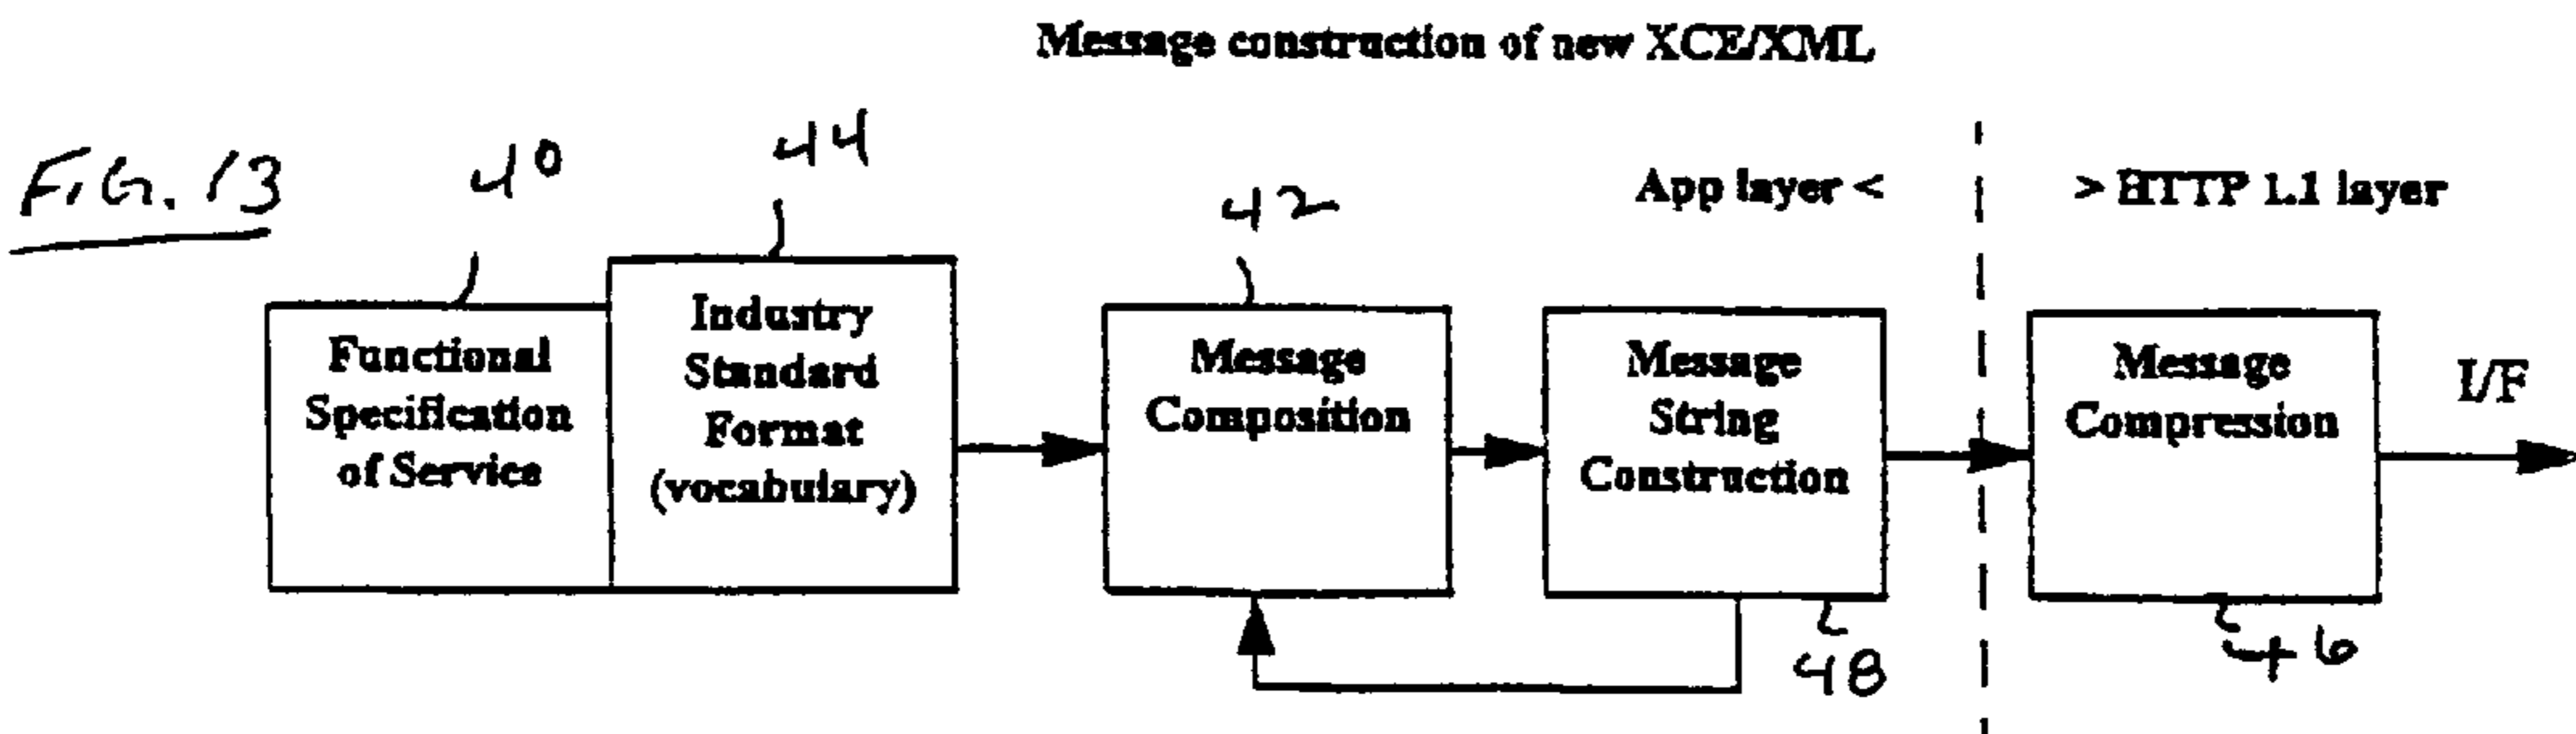 Message construction of new XCE/XML
FIG. 13
40
44
42
App layer <
> HTTP 1.1 layer
Functional
Specification
of Service
Industry
Standard
Format
(vocabulary)
Message
Composition
Message
String
Construction
Message
Compression
I/F
48
46